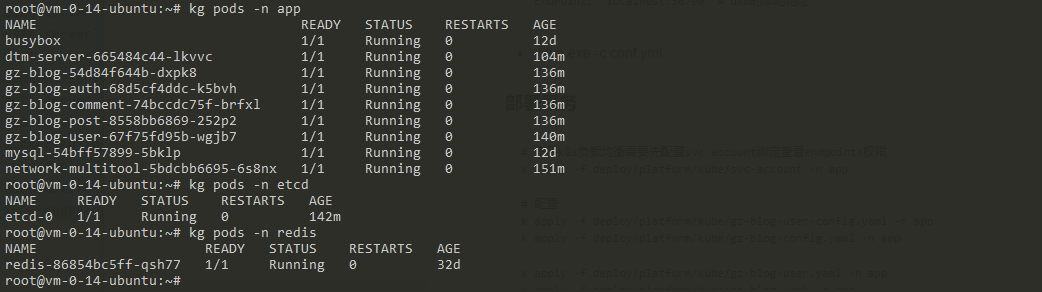 root@vm-0-14-ubuntu:~# kg pods -n app
NAME READY STATUS RESTARTS AGE
busybox 1/1 Running 0 12d
dtm-server-665484c44-lkvvc 1/1 Running 0 104m
gz-blog-54d84f644b-dxpk8 1/1 Running 0 136m
gz-blog-auth-68d5cf4ddc-k5bvh 1/1 Running 0 136m
gz-blog-comment-74bccdc75f-brfxl 1/1 Running 0 136m
gz-blog-post-8558bb6869-252p2 1/1 Running 0 136m
gz-blog-user-67f75fd95b-wgjb7 1/1 Running 0 140m
mysql-54bff57899-5bklp 1/1 Running 0 12d
network-multitool-5bdcbb6695-6s8nx 1/1 Running 0 151m
root@vm-0-14-ubuntu:~# kg pods -n etcd
NAME READY STATUS RESTARTS AGE
etcd-0 1/1 Running 0 142m
root@vm-0-14-ubuntu:~# kg pods -n redis
NAME READY STATUS RESTARTS AGE
redis-86854bc5ff-qsh77 1/1 Running 0 32d
root@vm-0-14-ubuntu:~#